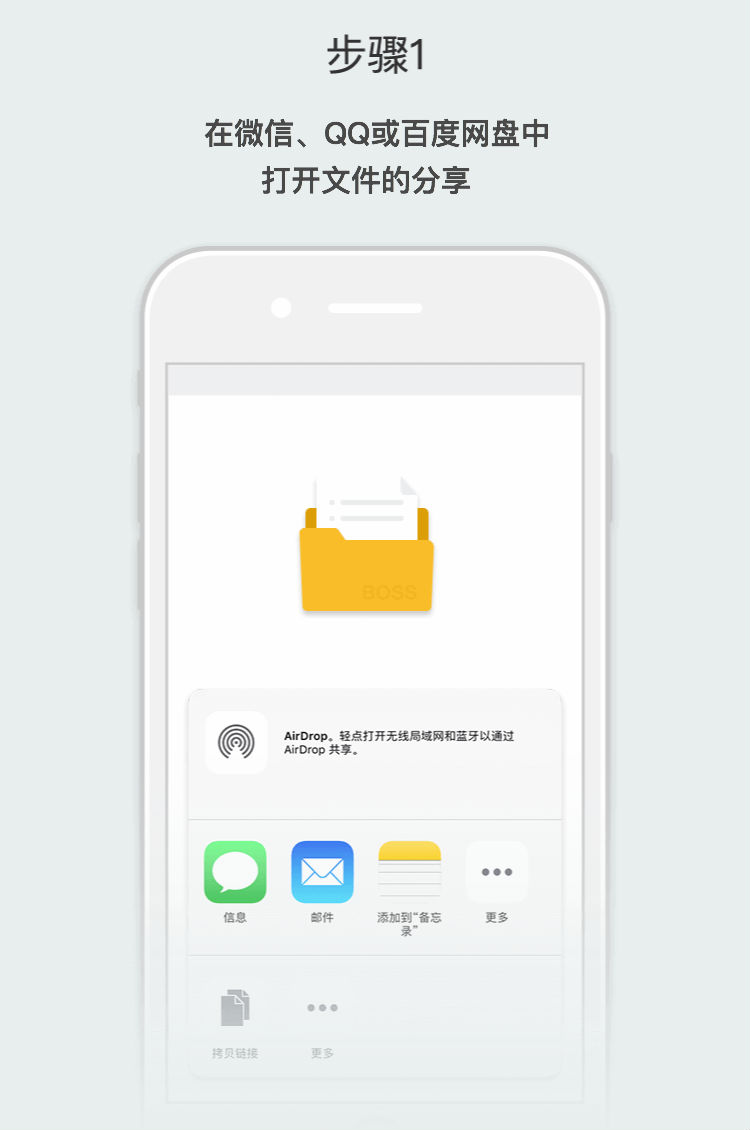 步骤1
在微信、QQ或百度网盘中
打开文件的分享
BOSS
AirDrop。轻点打开无线局域网和蓝牙以通过
AirDrop 共享。
信息
邮件
添加到“备忘
录”
更多
拷贝链接
更多